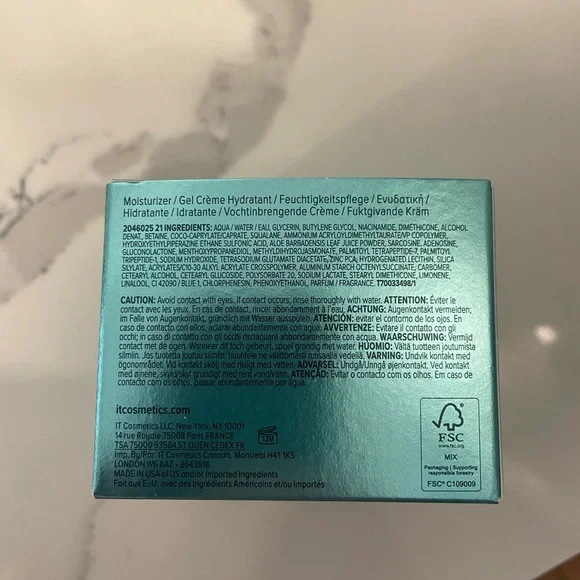 Moisturizer / Gel Crème Hydratant / Feuchtigkeitspflege / Ενυδατική /
Hidratante / Idratante / Vochtinbrengende Crème / Fuktgivande Kräm
2046025 21 INGREDIENTS: AQUA / WATER / EAU, GLYCERIN, BUTYLENE GLYCOL, NIACINAMIDE, DIMETHICONE, ALCOHOL
DENAT., BETAINE, COCO-CAPRYLATE/CAPRATE, SQUALANE, AMMONIUM ACRYLOYLDIMETHYLTAURATE/VP COPOLYMER,
HYDROXYETHYLPIPERAZINE ETHANE SULFONIC ACID, ALOE BARBADENSIS LEAF JUICE POWDER, SARCOSINE, ADENOSINE,
GLUCONOLACTONE, MENTHOXYPROPANEDIOL, METHYLDIHYDROJASMONATE, PALMITOYL TETRAPEPTIDE-7, PALMITOYL
TRIPEPTIDE-1, SODIUM HYDROXIDE, TETRASODIUM GLUTAMATE DIACETATE, ZINC PCA, HYDROGENATED LECITHIN, SILICA
SILYLATE, ACRYLATES/C10-30 ALKYL ACRYLATE CROSSPOLYMER, ALUMINUM STARCH OCTENYLSUCCINATE, CARBOMER,
CETEARYL ALCOHOL, CETEARYL GLUCOSIDE, POLYSORBATE 20, SODIUM LACTATE, STEARYL DIMETHICONE, LIMONENE,
LINALOOL, CI 42090 / BLUE 1, CHLORPHENESIN, PHENOXYETHANOL, PARFUM / FRAGRANCE. T70033498/1
CAUTION: Avoid contact with eyes. If contact occurs, rinse thoroughly with water. ATTENTION: Éviter le
contact avec les yeux. En cas de contact, rincer abondamment à l'eau. ACHTUNG: Augenkontakt vermeiden;
im Falle von Augenkontakt, gründlich mit Wasser ausspülen. ATENCIÓN: evitar el contorno de los ojos. En
caso de contacto con ellos, aclarar abundantemente con agua. AVVERTENZE: Evitare il contatto con gli
occhi; in caso di contatto con gli occhi risciacquare abbondantemente con acqua. WAARSCHUWING: Vermijd
contact met de ogen. Wanneer dit toch gebeurt, spoel grondig met water. HUOMIO: Vältä tuotteen joutumista
silmiin. Jos tuotetta joutuu silmiin, huuhtele ne välittömästi runsaalla vedellä. VARNING: Undvik kontakt med
ögonområdet. Vid kontakt skölj med rikligt med vatten. ADVARSEL: Undgå/Unngå øjenkontakt. Ved kontakt
med øjnene, skyld/skyl grundigt med rent vand/vann. ATENÇÃO: Evitar o contacto com os olhos. Em caso de
contacto com os olhos, passar abundantemente por água.
itcosmetics.com
IT Cosmetics LLC, New York, NY 10001
14 rue Royale 75008 Paris FRANCE
TSA 75000 93584 ST OUEN CEDEX FR
Imp. By/Par: IT Cosmetics Canada, Montreal H4T 1K5
LONDON W6 8AZ • 3643518
MADE IN USA of US and/or Imported Ingredients
Fait aux É.-U. avec des Ingrédients Américains et/ou Importés
12M
FSC
www.fsc.org
MIX
Packaging | Supporting
responsible forestry
FSC® C109009